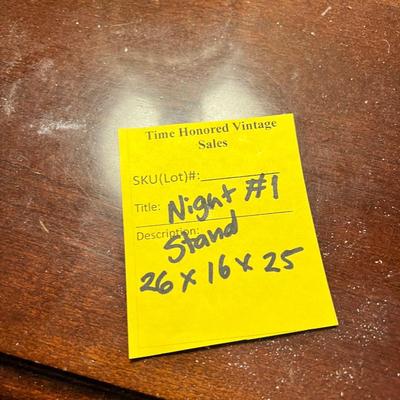 Time Honored Vintage
Sales
SKU(Lot)#:
Title: Night #1
Description: Stand
26 x 16 x 25